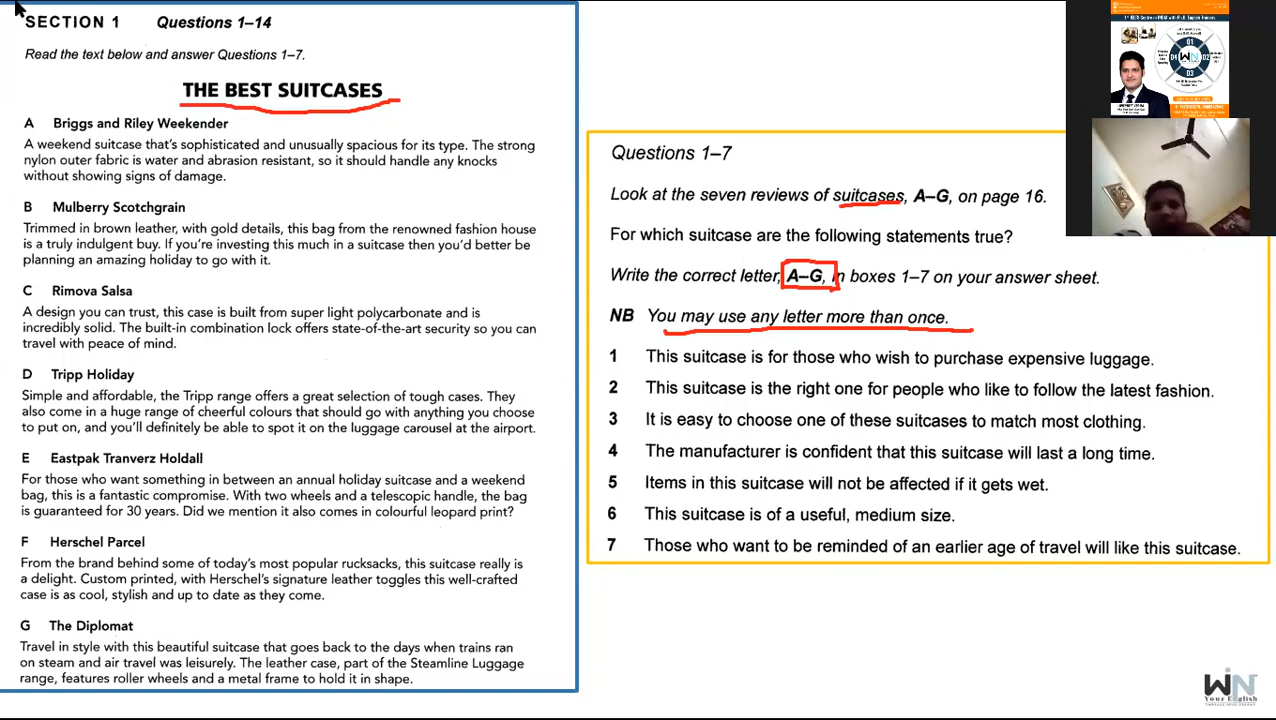 SECTION 1 Questions 1–14
Read the text below and answer Questions 1–7.
THE BEST SUITCASES
A Briggs and Riley Weekender
A weekend suitcase that's sophisticated and unusually spacious for its type. The strong
nylon outer fabric is water and abrasion resistant, so it should handle any knocks
without showing signs of damage.
B Mulberry Scotchgrain
Trimmed in brown leather, with gold details, this bag from the renowned fashion house
is a truly indulgent buy. If you're investing this much in a suitcase then you'd better be
planning an amazing holiday to go with it.
C Rimova Salsa
A design you can trust, this case is built from super light polycarbonate and is
incredibly solid. The built-in combination lock offers state-of-the-art security so you can
travel with peace of mind.
D Tripp Holiday
Simple and affordable, the Tripp range offers a great selection of tough cases. They
also come in a huge range of cheerful colours that should go with anything you choose
to put on, and you'll definitely be able to spot it on the luggage carousel at the airport.
E Eastpak Tranverz Holdall
For those who want something in between an annual holiday suitcase and a weekend
bag, this is a fantastic compromise. With two wheels and a telescopic handle, the bag
is guaranteed for 30 years. Did we mention it also comes in colourful leopard print?
F Herschel Parcel
From the brand behind some of today's most popular rucksacks, this suitcase really is
a delight. Custom printed, with Herschel's signature leather toggles this well-crafted
case is as cool, stylish and up to date as they come.
G The Diplomat
Travel in style with this beautiful suitcase that goes back to the days when trains ran
on steam and air travel was leisurely. The leather case, part of the Steamline Luggage
range, features roller wheels and a metal frame to hold it in shape.
Questions 1–7
Look at the seven reviews of suitcases, A–G, on page 16.
For which suitcase are the following statements true?
Write the correct letter, A–G, in boxes 1–7 on your answer sheet.
NB You may use any letter more than once.
1 This suitcase is for those who wish to purchase expensive luggage.
2 This suitcase is the right one for people who like to follow the latest fashion.
3 It is easy to choose one of these suitcases to match most clothing.
4 The manufacturer is confident that this suitcase will last a long time.
5 Items in this suitcase will not be affected if it gets wet.
6 This suitcase is of a useful, medium size.
7 Those who want to be reminded of an earlier age of travel will like this suitcase.
01
02
03
04
WiN
WiN
Your English